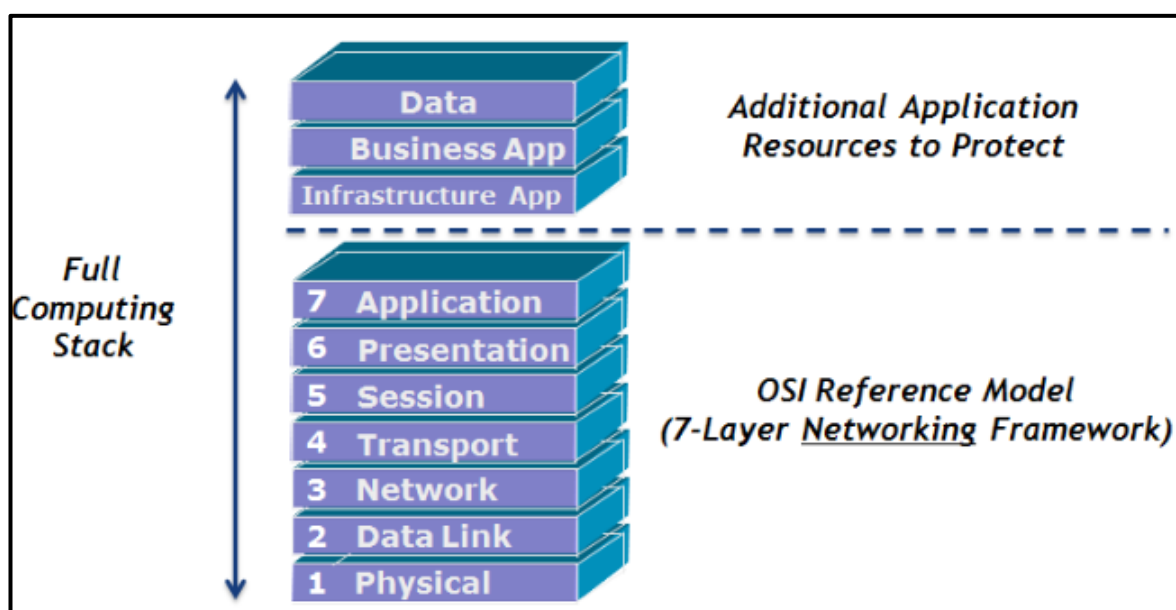 Data
Business App
Infrastructure App
Additional Application
Resources to Protect
Full
Computing
Stack
7 Application
6 Presentation
5 Session
4 Transport
3 Network
2 Data Link
1 Physical
OSI Reference Model
(7-Layer Networking Framework)